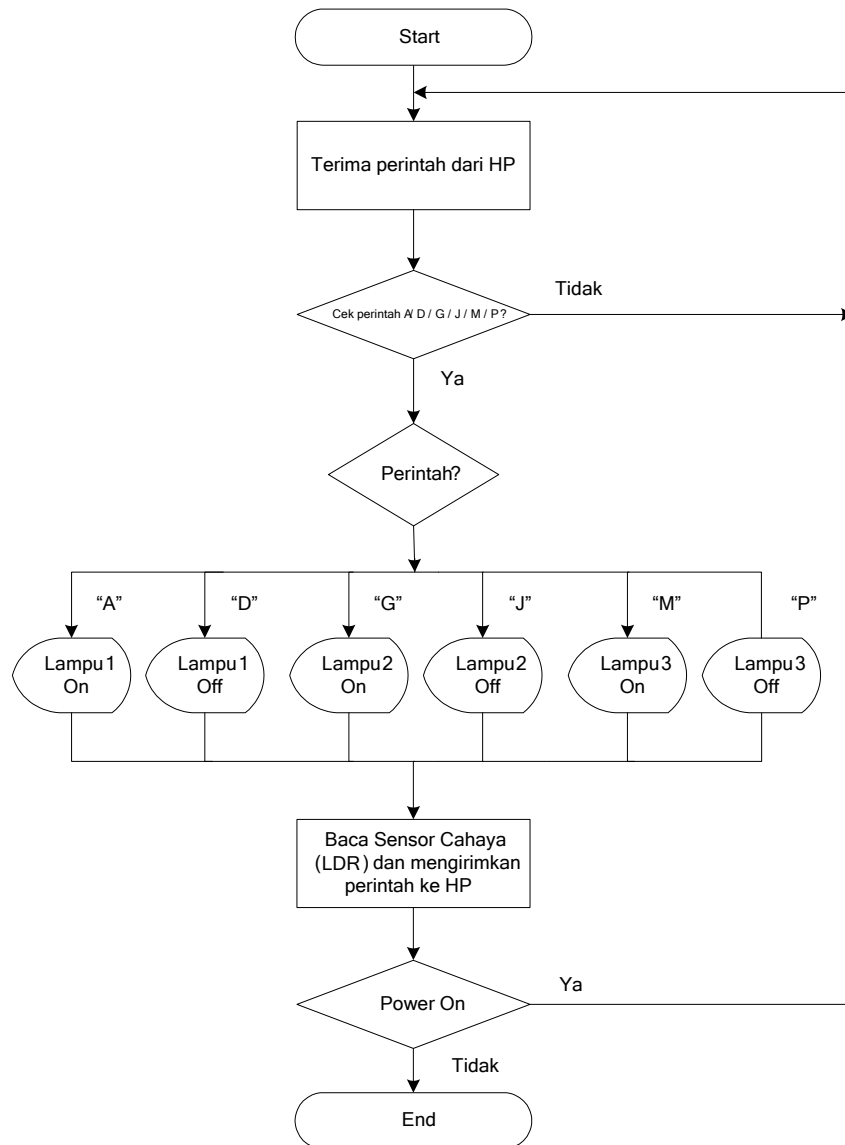 Start
Terima perintah dari HP
Tidak
Cek perintah A/ D / G / J / M / P?
Ya
Perintah?
“A”
“D”
“G”
“J”
“M”
“P”
Lampu1
On
Lampu1
Off
Lampu2
On
Lampu2
Off
Lampu3
On
Lampu3
Off
Baca Sensor Cahaya
(LDR) dan mengirimkan
perintah ke HP
Ya
Power On
Tidak
End